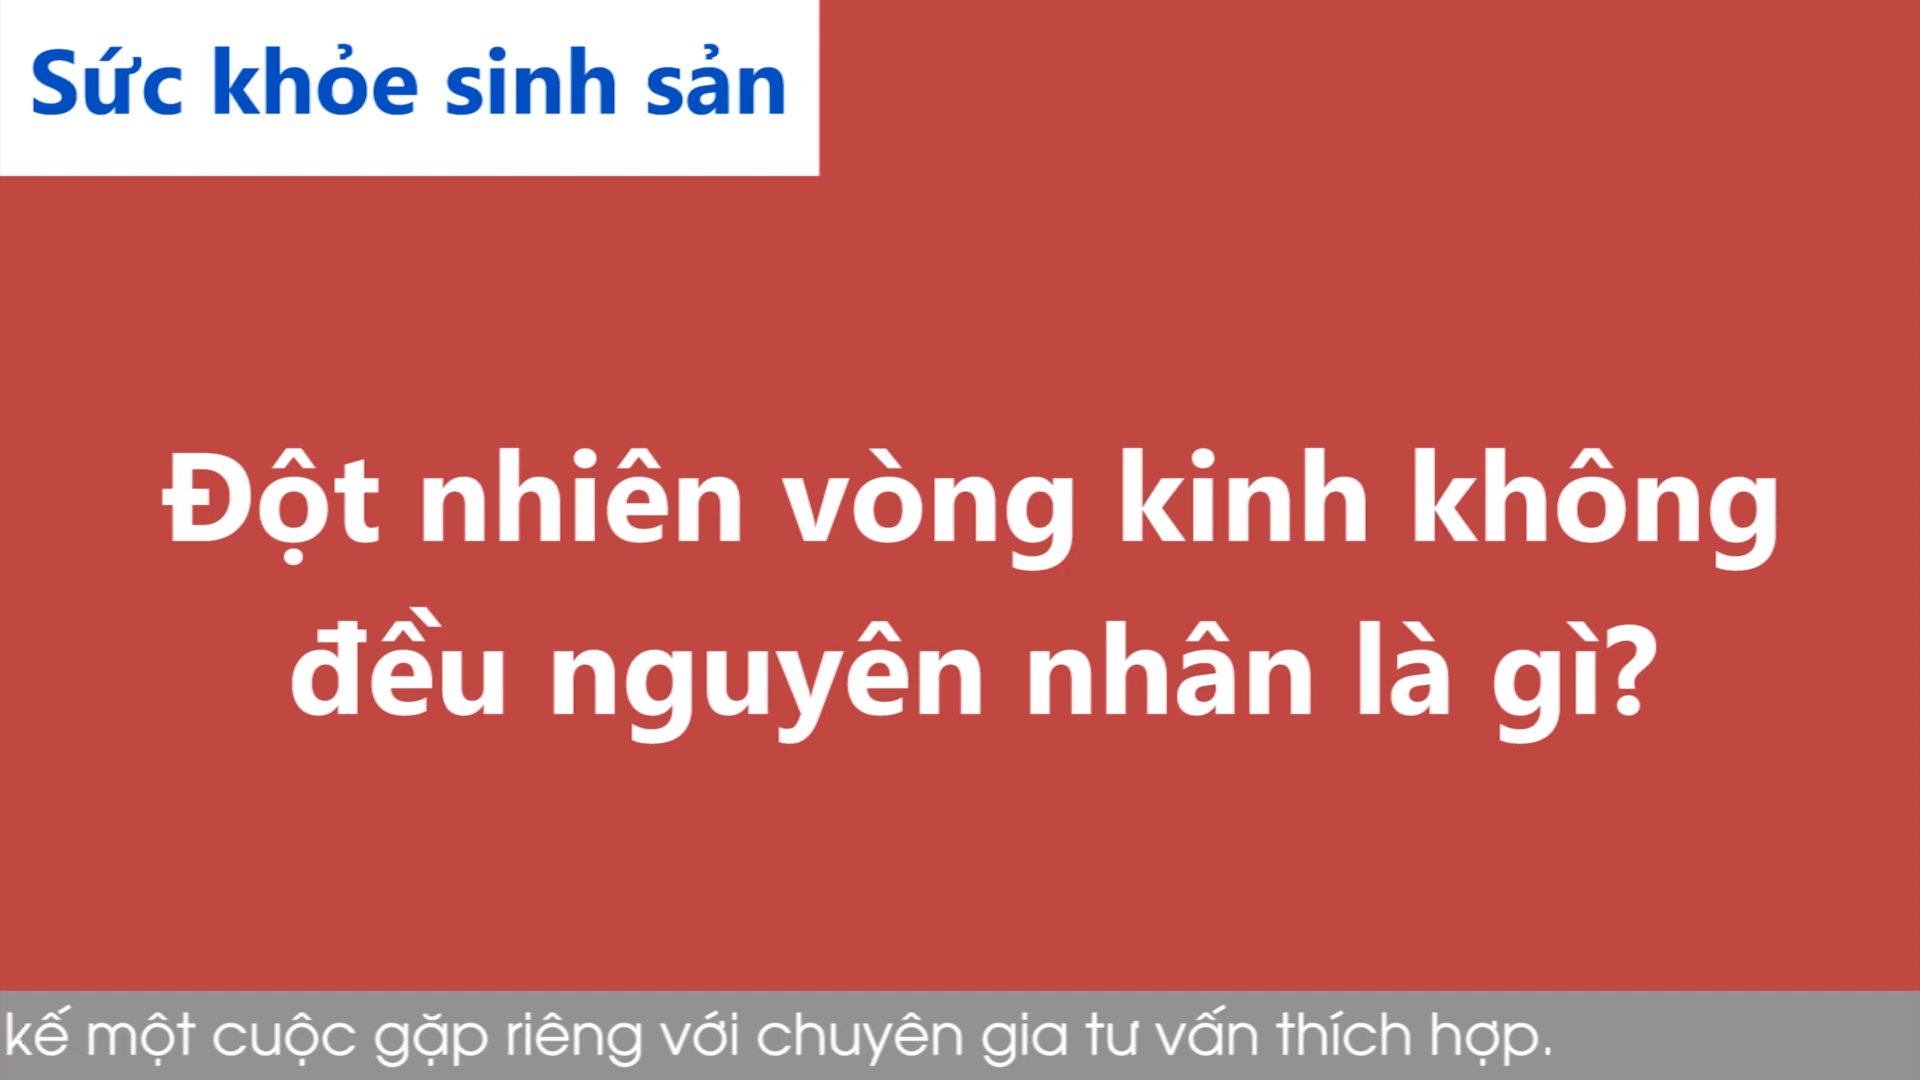 Sức khỏe sinh sản
Đột nhiên vòng kinh không
đều nguyên nhân là gì?
kế một cuộc gặp riêng với chuyên gia tư vấn thích hợp.